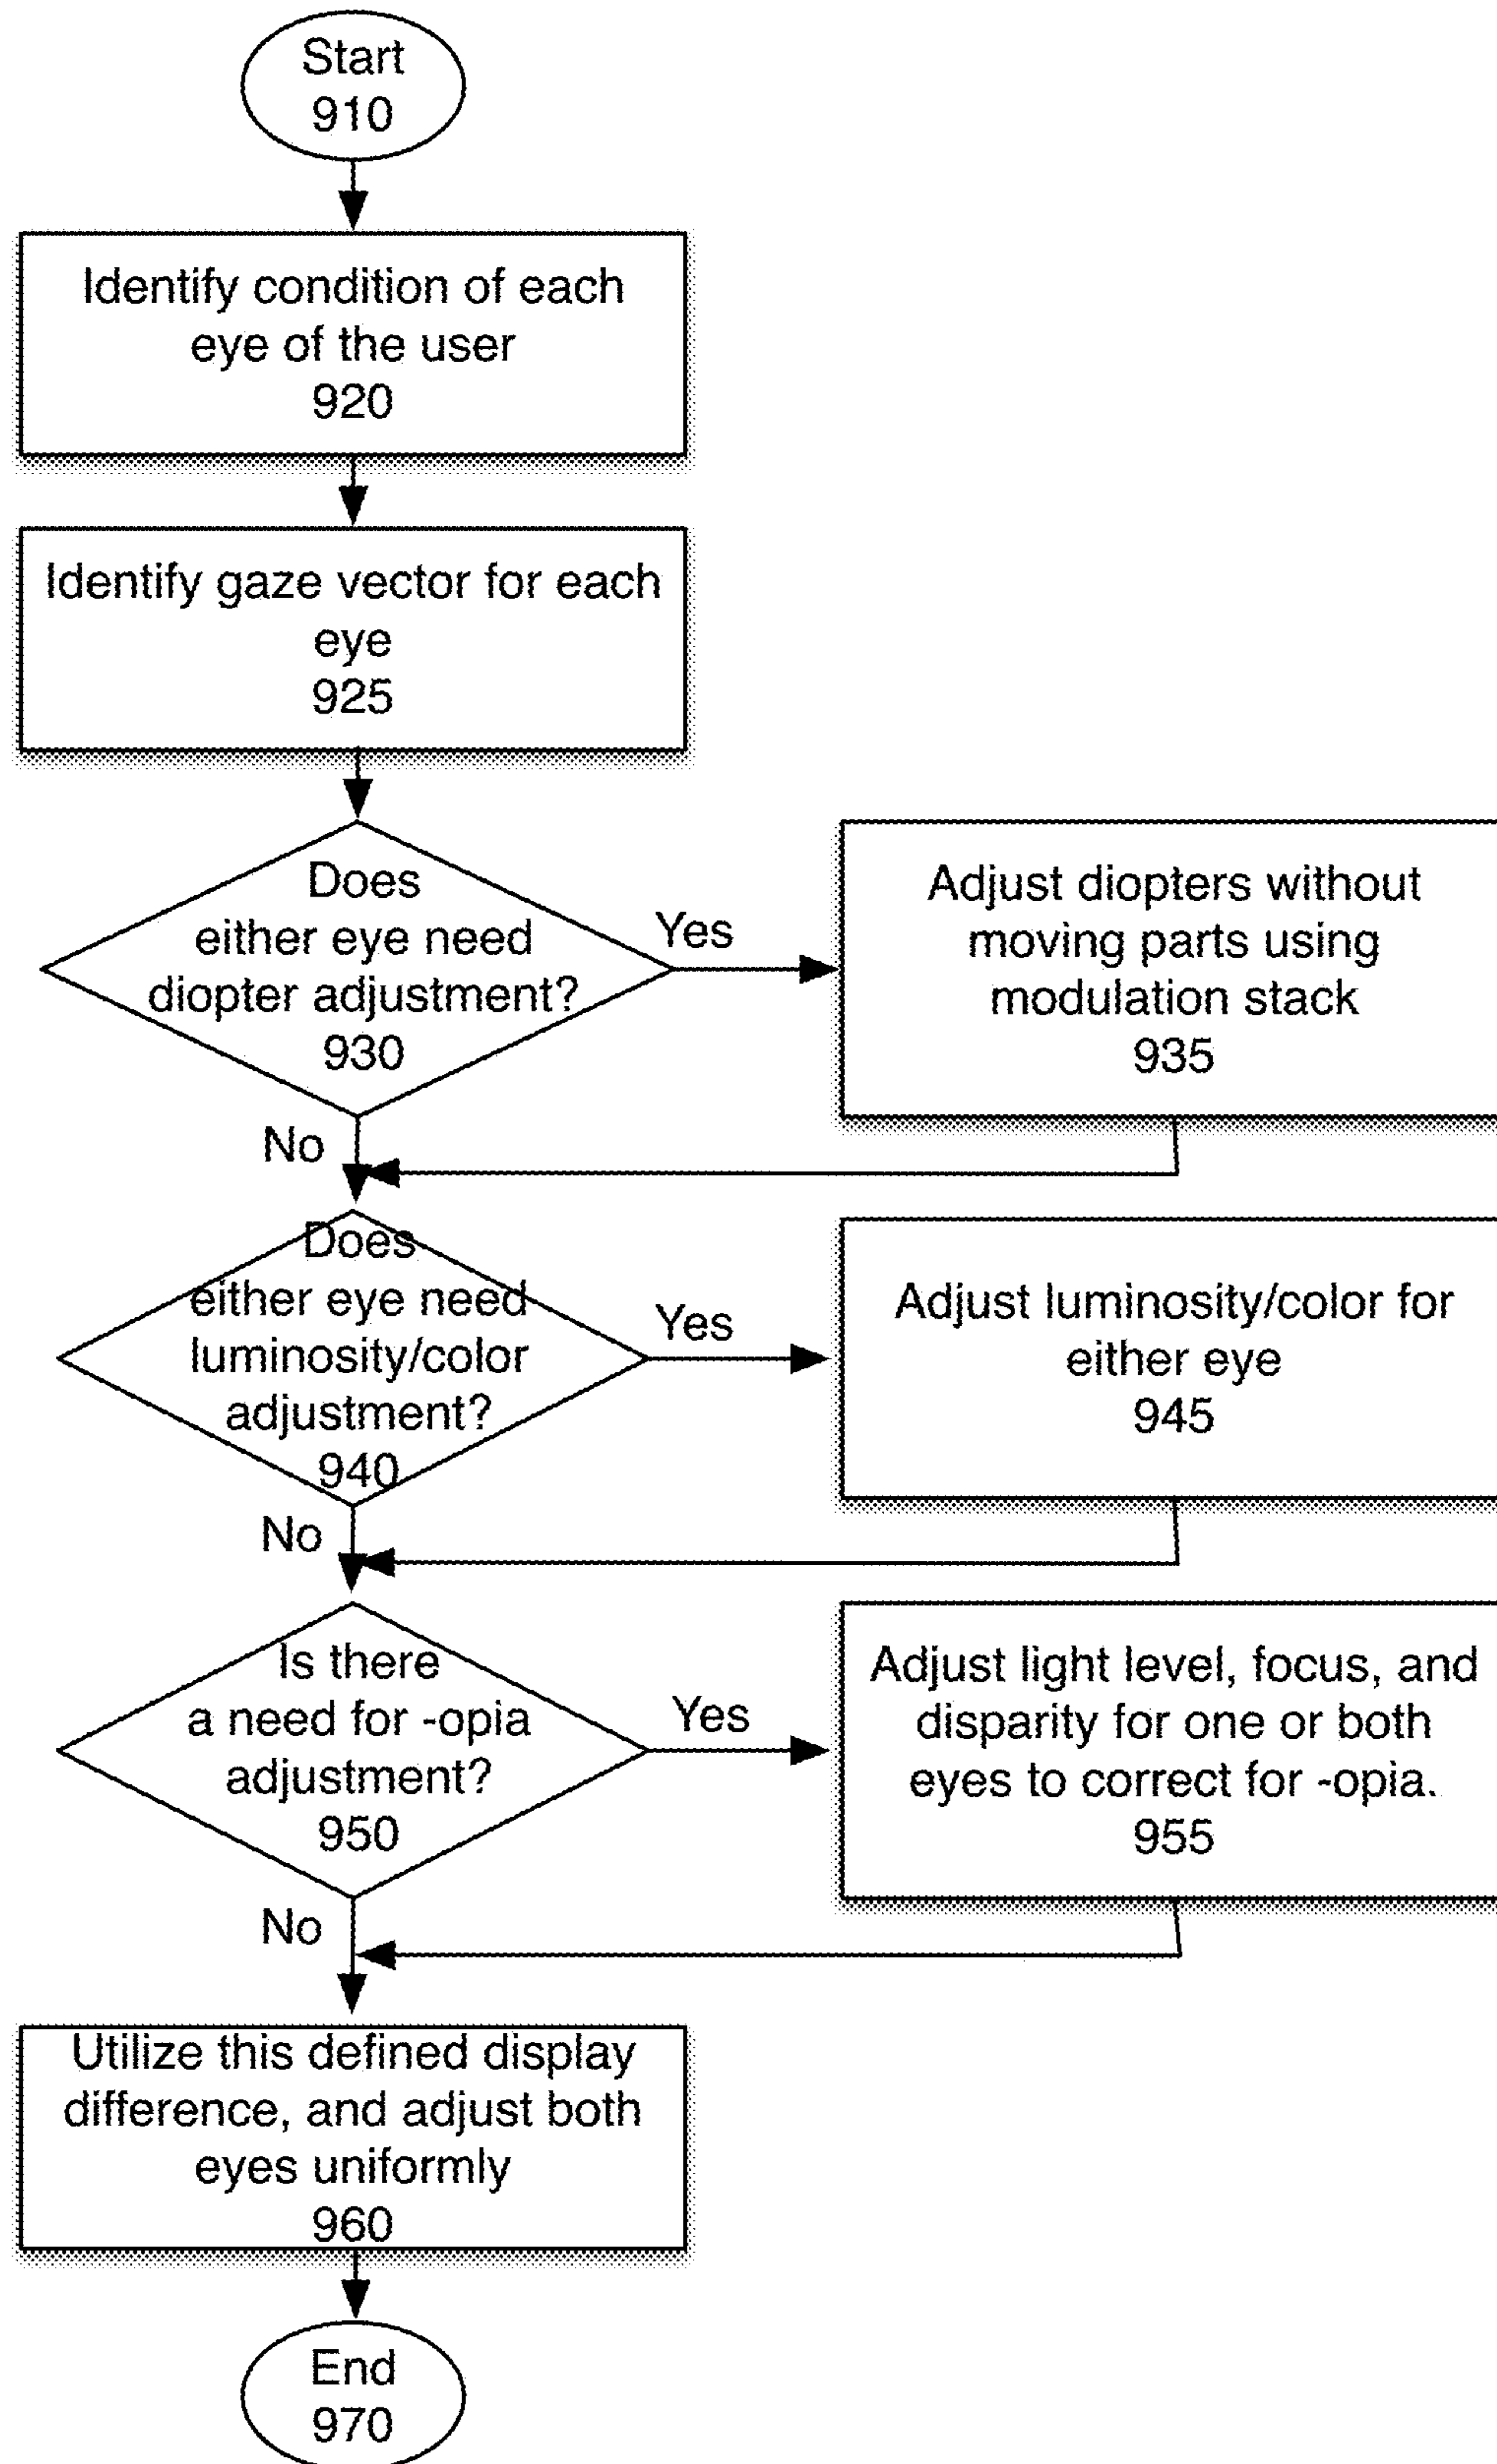 Start
910
Identify condition of each
eye of the user
920
Identify gaze vector for each
eye
925
Does
either eye need
diopter adjustment?
930
Yes
Adjust diopters without
moving parts using
modulation stack
935
No
Does
either eye need
luminosity/color
adjustment?
940
Yes
Adjust luminosity/color for
either eye
945
No
Is there
a need for -opia
adjustment?
950
Yes
Adjust light level, focus, and
disparity for one or both
eyes to correct for -opia.
955
No
Utilize this defined display
difference, and adjust both
eyes uniformly
960
End
970